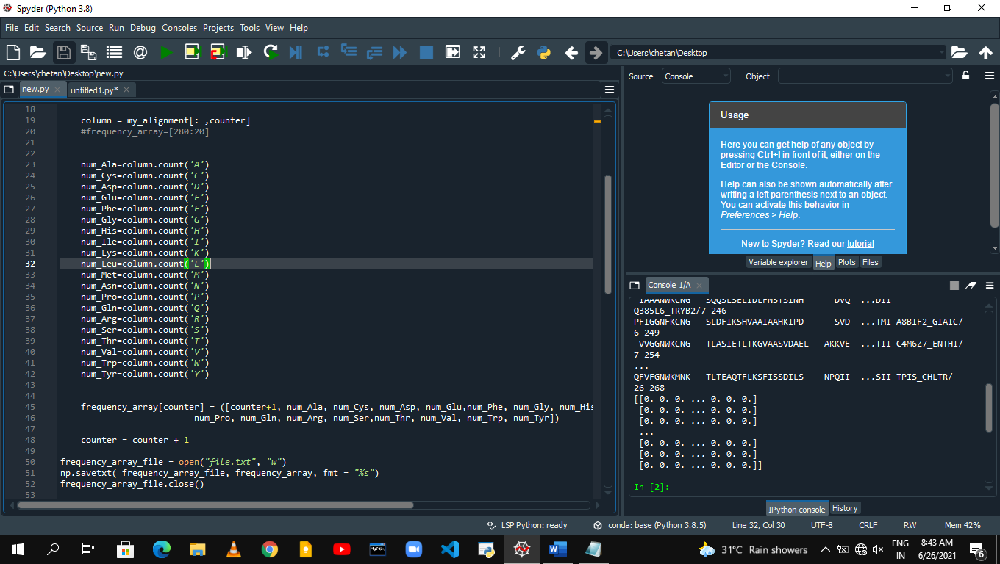 Spyder (Python 3.8)
File Edit Search Source Run Debug Consoles Projects Tools View Help
C:\Users\chetan\Desktop
C:\Users\chetan\Desktop\new.py
new.py
untitled1.py*
18
19 column = my_alignment[: ,counter]
20 #frequency_array=[280:20]
21
22
23 num_Ala=column.count('A')
24 num_Cys=column.count('C')
25 num_Asp=column.count('D')
26 num_Glu=column.count('E')
27 num_Phe=column.count('F')
28 num_Gly=column.count('G')
29 num_His=column.count('H')
30 num_Ile=column.count('I')
31 num_Lys=column.count('K')
32 num_Leu=column.count('L')
33 num_Met=column.count('M')
34 num_Asn=column.count('N')
35 num_Pro=column.count('P')
36 num_Gln=column.count('Q')
37 num_Arg=column.count('R')
38 num_Ser=column.count('S')
39 num_Thr=column.count('T')
40 num_Val=column.count('V')
41 num_Trp=column.count('W')
42 num_Tyr=column.count('Y')
43
44
45 frequency_array[counter] = ([counter+1, num_Ala, num_Cys, num_Asp, num_Glu,num_Phe, num_Gly, num_His
46 num_Pro, num_Gln, num_Arg, num_Ser,num_Thr, num_Val, num_Trp, num_Tyr])
47
48 counter = counter + 1
49
50 frequency_array_file = open("file.txt", "w")
51 np.savetxt( frequency_array_file, frequency_array, fmt = "%s")
52 frequency_array_file.close()
53
Source Console Object
Usage
Here you can get help of any object by
pressing Ctrl+I in front of it, either on the
Editor or the Console.
Help can also be shown automatically after
writing a left parenthesis next to an object.
You can activate this behavior in
Preferences > Help.
New to Spyder? Read our tutorial
Variable explorer Help Plots Files
Console 1/A
-IAAANWKCNG---SQQSLSELIDLFNSTSINH------DVQ--...DII
Q385L6_TRYB2/7-246
PFIGGNFKCNG---SLDFIKSHVAAIAAHKIPD------SVD--...TMI A8BIF2_GIAIC/
6-249
-VVGGNWKCNG---TLASIETLTKGVAASVDAEL---AKKVE--...TII C4M6Z7_ENTHI/
7-254
...
QFVFGNWKMNK---TLTEAQTFLKSFISSDILS----NPQII--...SII TPIS_CHLTR/
26-268
[[0. 0. 0. ... 0. 0. 0.]
[0. 0. 0. ... 0. 0. 0.]
[0. 0. 0. ... 0. 0. 0.]
...
[0. 0. 0. ... 0. 0. 0.]
[0. 0. 0. ... 0. 0. 0.]
[0. 0. 0. ... 0. 0. 0.]]
In [2]:
IPython console History
LSP Python: ready conda: base (Python 3.8.5) Line 32, Col 30 UTF-8 CRLF RW Mem 42%
MySQL
31°C Rain showers
ENG
IN
8:43 AM
6/26/2021
6